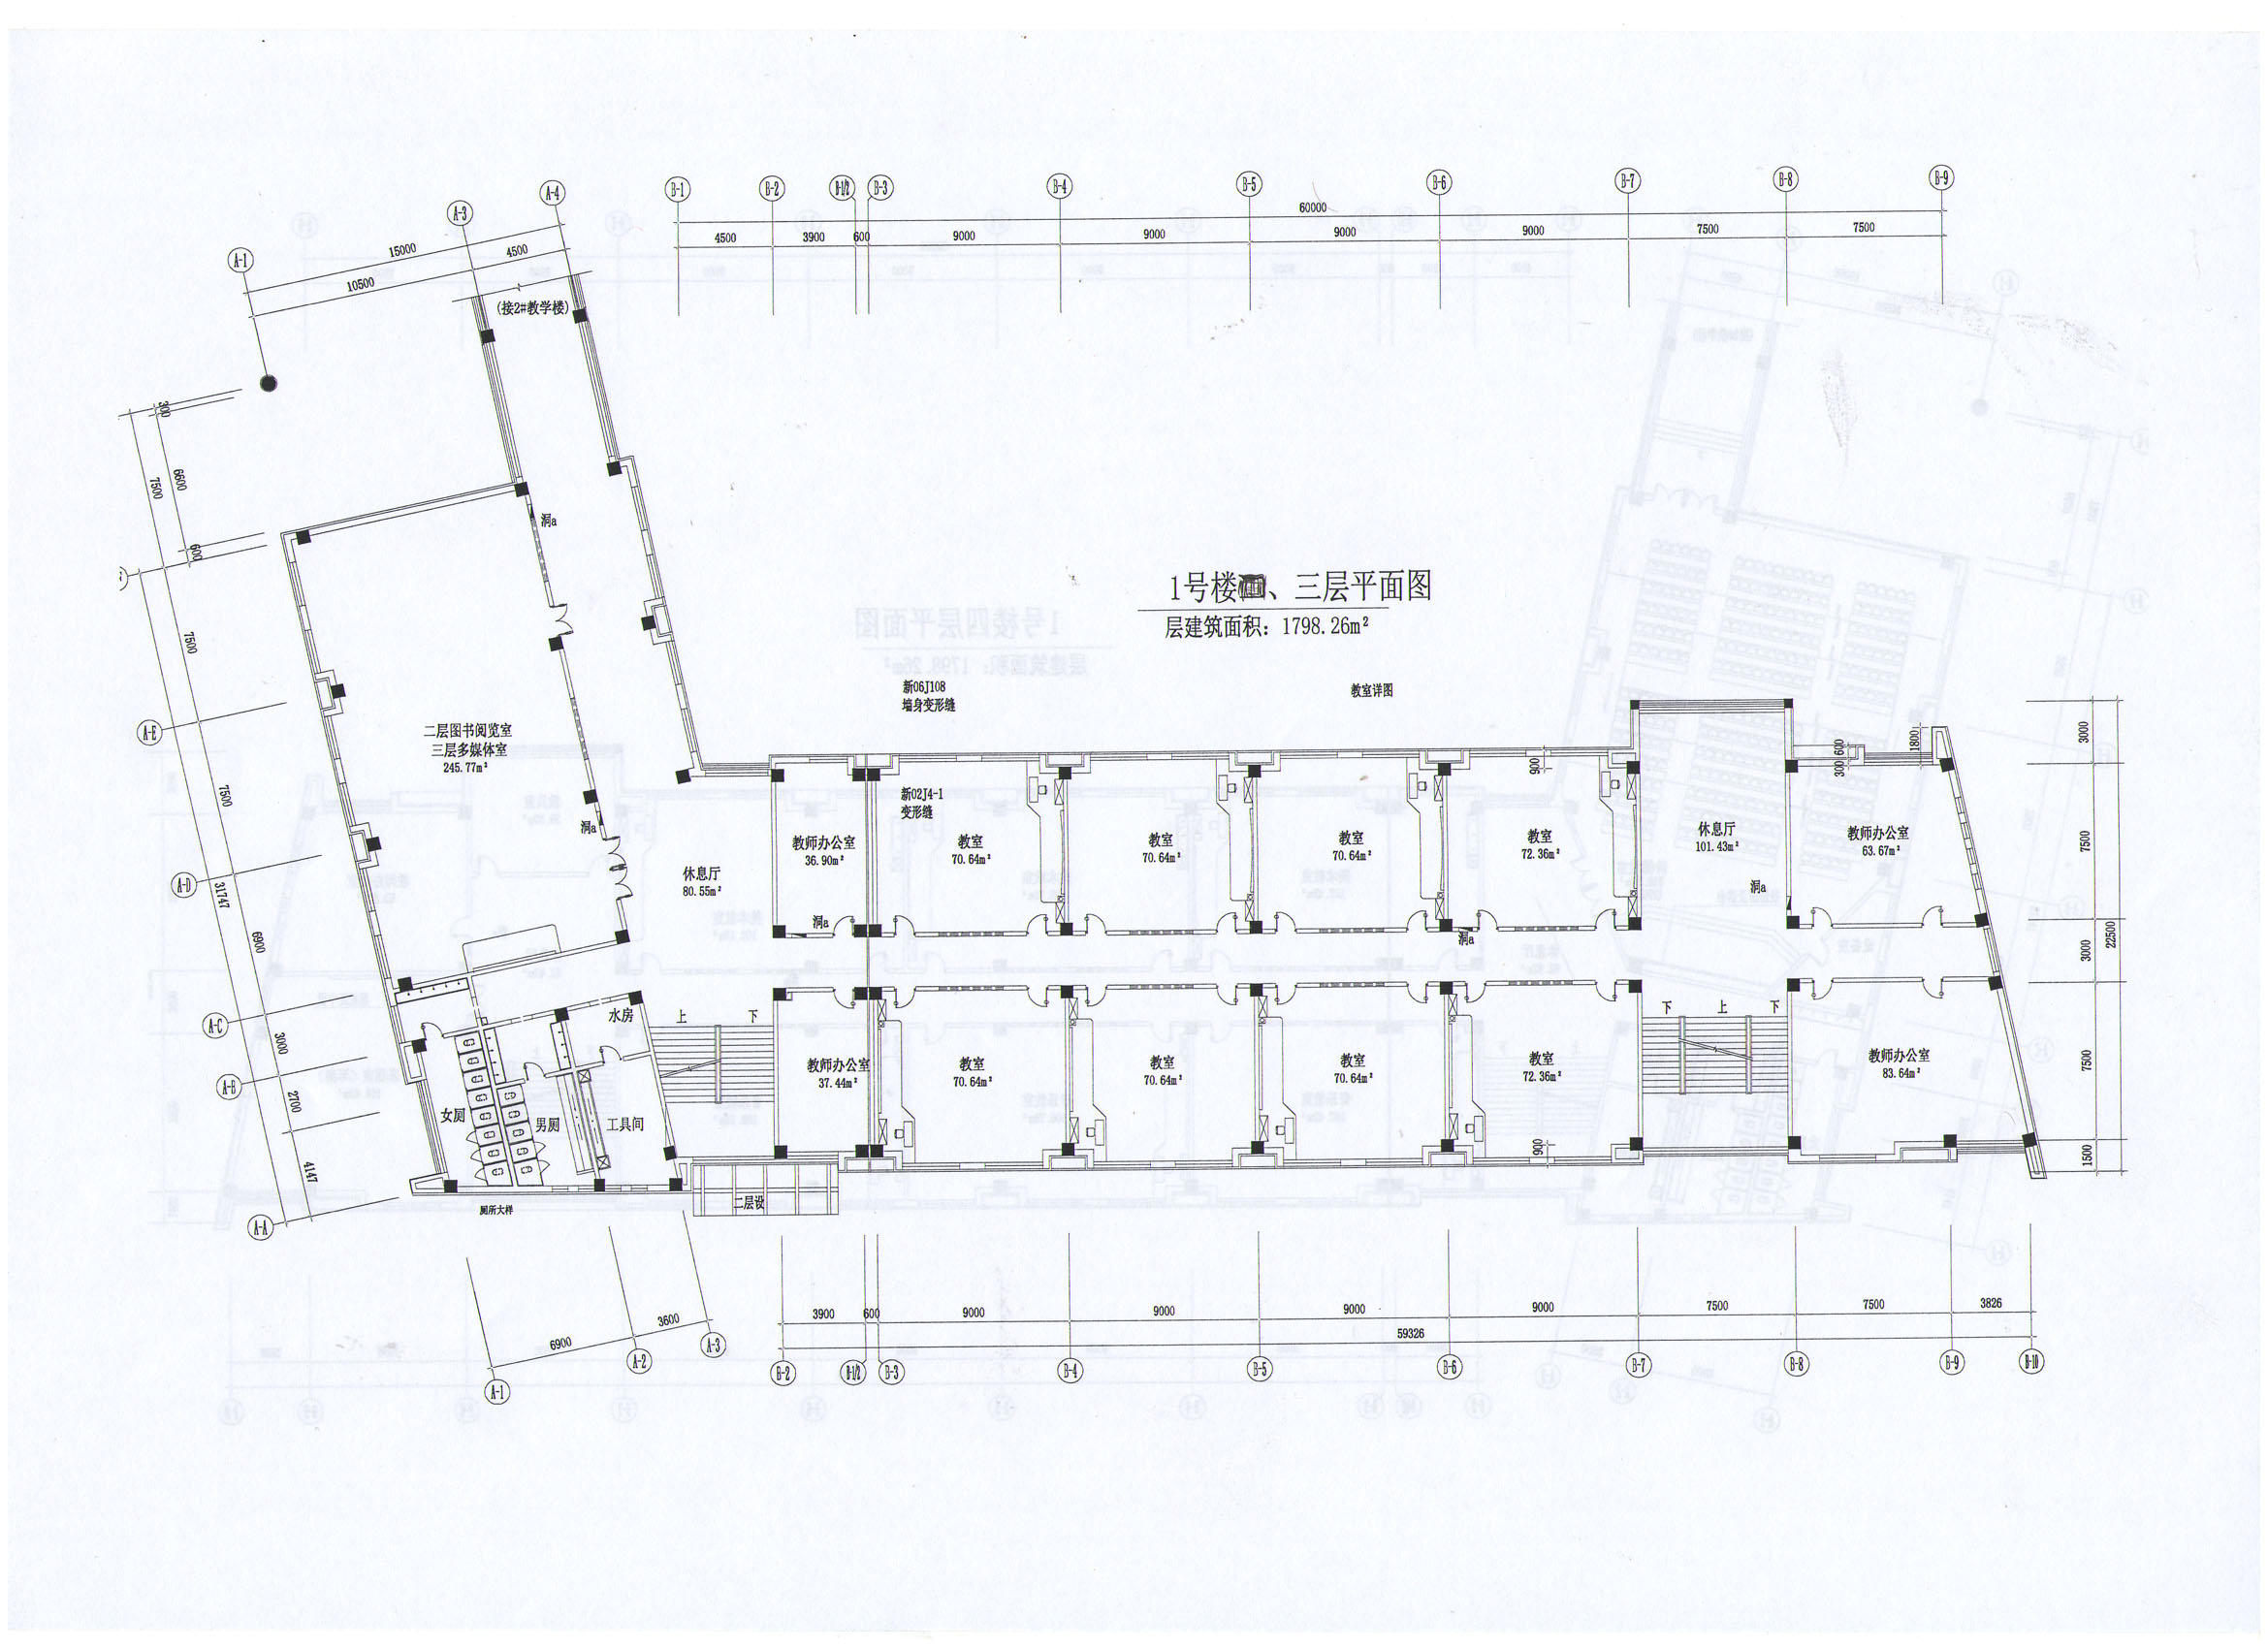 A-1
A-3
A-4
B-1
B-2
B-1/2
B-3
B-4
B-5
B-6
B-7
B-8
B-9
60000
4500
3900
600
9000
9000
9000
9000
7500
7500
15000
10500
4500
(接2#教学楼)
300
6600
7500
600
7500
7500
31747
6900
3000
2700
4147
A-E
A-D
A-C
A-B
A-A
洞a
1号楼 、三层平面图
层建筑面积: 1798.26m²
新06J108
墙身变形缝
教室详图
二层图书阅览室
三层多媒体室
245.77m²
洞a
新02J4-1
变形缝
900
600
300
1800
3000
7500
3000
22500
7500
1500
休息厅
80.55m²
教师办公室
36.90m²
教室
70.64m²
教室
70.64m²
教室
70.64m²
教室
72.36m²
休息厅
101.43m²
教师办公室
63.67m²
洞a
洞a
洞a
水房
上
下
下
上
下
女厕
男厕
工具间
教师办公室
37.44m²
教室
70.64m²
教室
70.64m²
教室
70.64m²
教室
72.36m²
教师办公室
83.64m²
900
厕所大样
二层设
6900
3600
A-1
A-2
A-3
3900
600
9000
9000
9000
9000
7500
7500
3826
59326
B-2
B-1/2
B-3
B-4
B-5
B-6
B-7
B-8
B-9
B-10